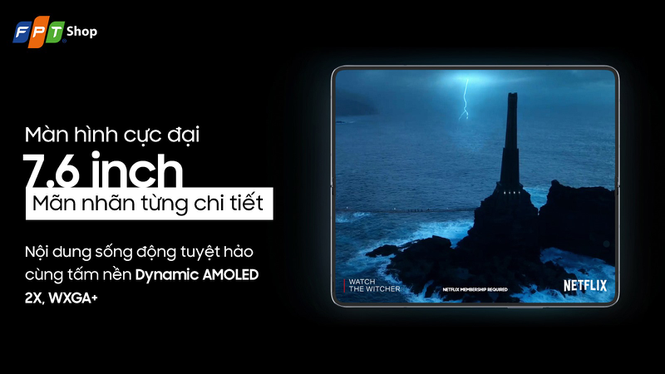 FPT Shop
Màn hình cực đại
7.6 inch
Mãn nhãn từng chi tiết
Nội dung sống động tuyệt hảo
cùng tấm nền Dynamic AMOLED
2X, WXGA+
WATCH
THE WITCHER
NETFLIX MEMBERSHIP REQUIRED
NETFLIX